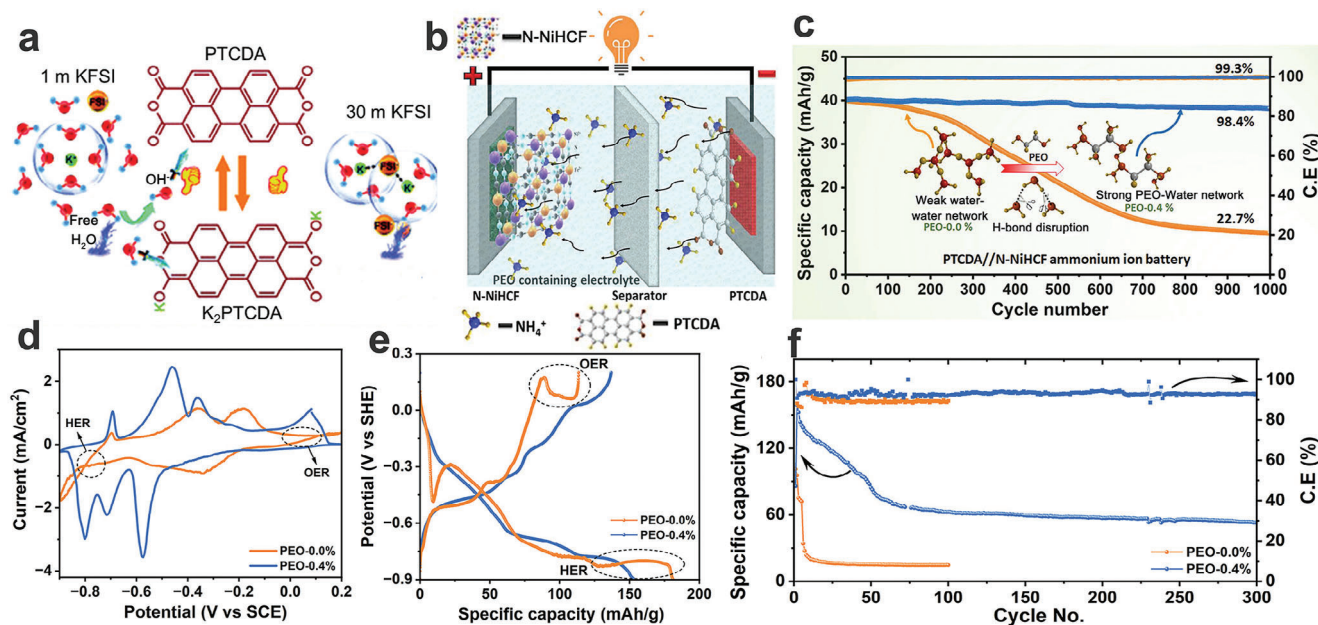 a
PTCDA
1 m KFSI
FSI
K⁺
OH⁻
Free
H₂O
30 m KFSI
K
FSI
K
FSI
K
K
K₂PTCDA
b
N-NiHCF
+
−
PEO containing electrolyte
N-NiHCF
Separator
PTCDA
NH₄⁺
PTCDA
c
Specific capacity (mAh/g)
45
40
35
30
25
20
15
10
5
0
0 100 200 300 400 500 600 700 800 900 1000
Cycle number
100
80
60
40
20
0
C.E (%)
99.3%
98.4%
22.7%
PEO
Weak water-
water network
PEO-0.0 %
H-bond disruption
Strong PEO-Water network
PEO-0.4 %
PTCDA//N-NiHCF ammonium ion battery
d
Current (mA/cm²)
2
0
−2
−4
HER
OER
PEO-0.0%
PEO-0.4%
−0.8 −0.6 −0.4 −0.2 0.0 0.2
Potential (V vs SCE)
e
Potential (V vs SHE)
0.3
0.0
−0.3
−0.6
−0.9
OER
PEO-0.0%
PEO-0.4%
HER
0 50 100 150 200
Specific capacity (mAh/g)
f
Specific capacity (mAh/g)
180
120
60
0
100
80
60
40
20
0
C.E (%)
PEO-0.0%
PEO-0.4%
0 50 100 150 200 250 300
Cycle No.